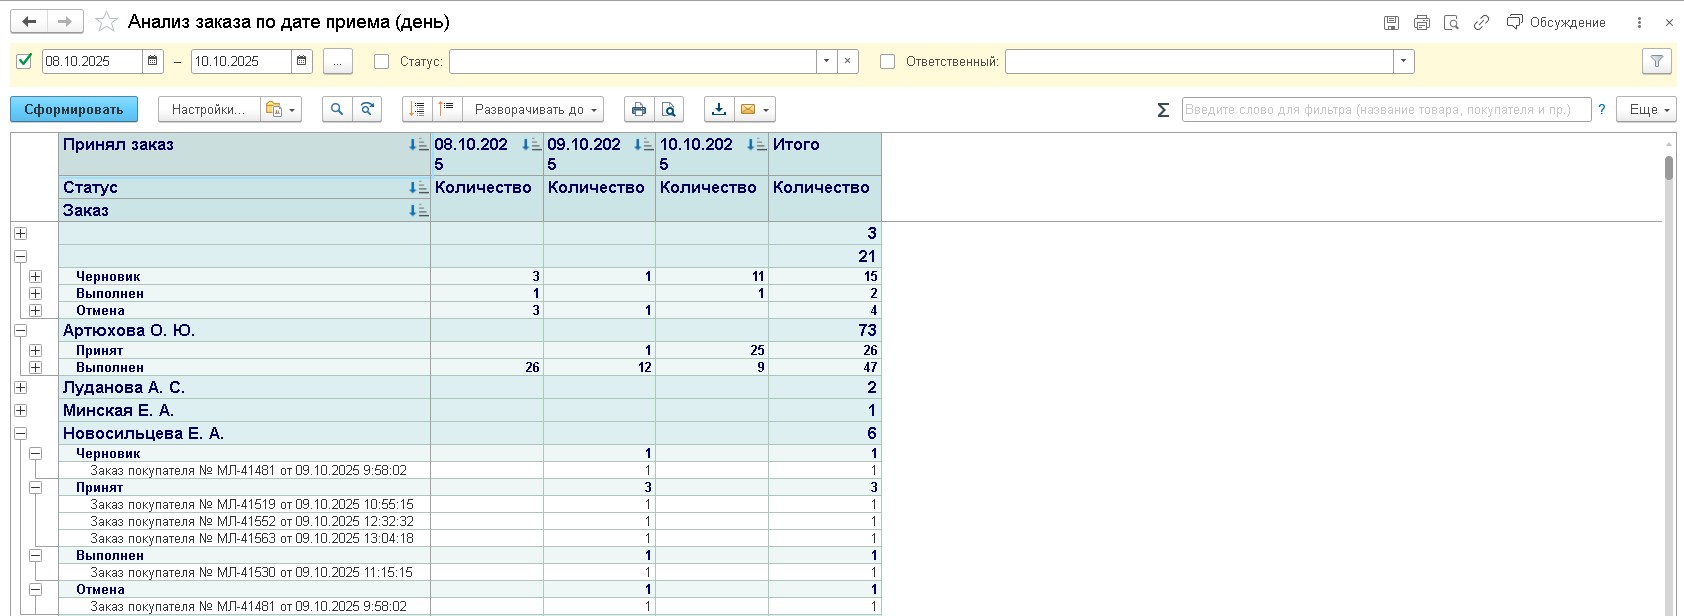 Анализ заказа по дате приема (день)
Обсуждение
08.10.2025 – 10.10.2025 ... Статус: Ответственный:
Сформировать Настройки... Разворачивать до Σ Введите слово для фильтра (название товара, покупателя и пр.) ? Еще
Принял заказ 08.10.2025 09.10.2025 10.10.2025 Итого
Статус Количество Количество Количество Количество
Заказ
3
21
Черновик 3 1 11 15
Выполнен 1 1 2
Отмена 3 1 4
Артюхова О. Ю. 73
Принят 1 25 26
Выполнен 26 12 9 47
Луданова А. С. 2
Минская Е. А. 1
Новосильцева Е. А. 6
Черновик 1 1
Заказ покупателя № МЛ-41481 от 09.10.2025 9:58:02 1 1
Принят 3 3
Заказ покупателя № МЛ-41519 от 09.10.2025 10:55:15 1 1
Заказ покупателя № МЛ-41552 от 09.10.2025 12:32:32 1 1
Заказ покупателя № МЛ-41563 от 09.10.2025 13:04:18 1 1
Выполнен 1 1
Заказ покупателя № МЛ-41530 от 09.10.2025 11:15:15 1 1
Отмена 1 1
Заказ покупателя № МЛ-41481 от 09.10.2025 9:58:02 1 1